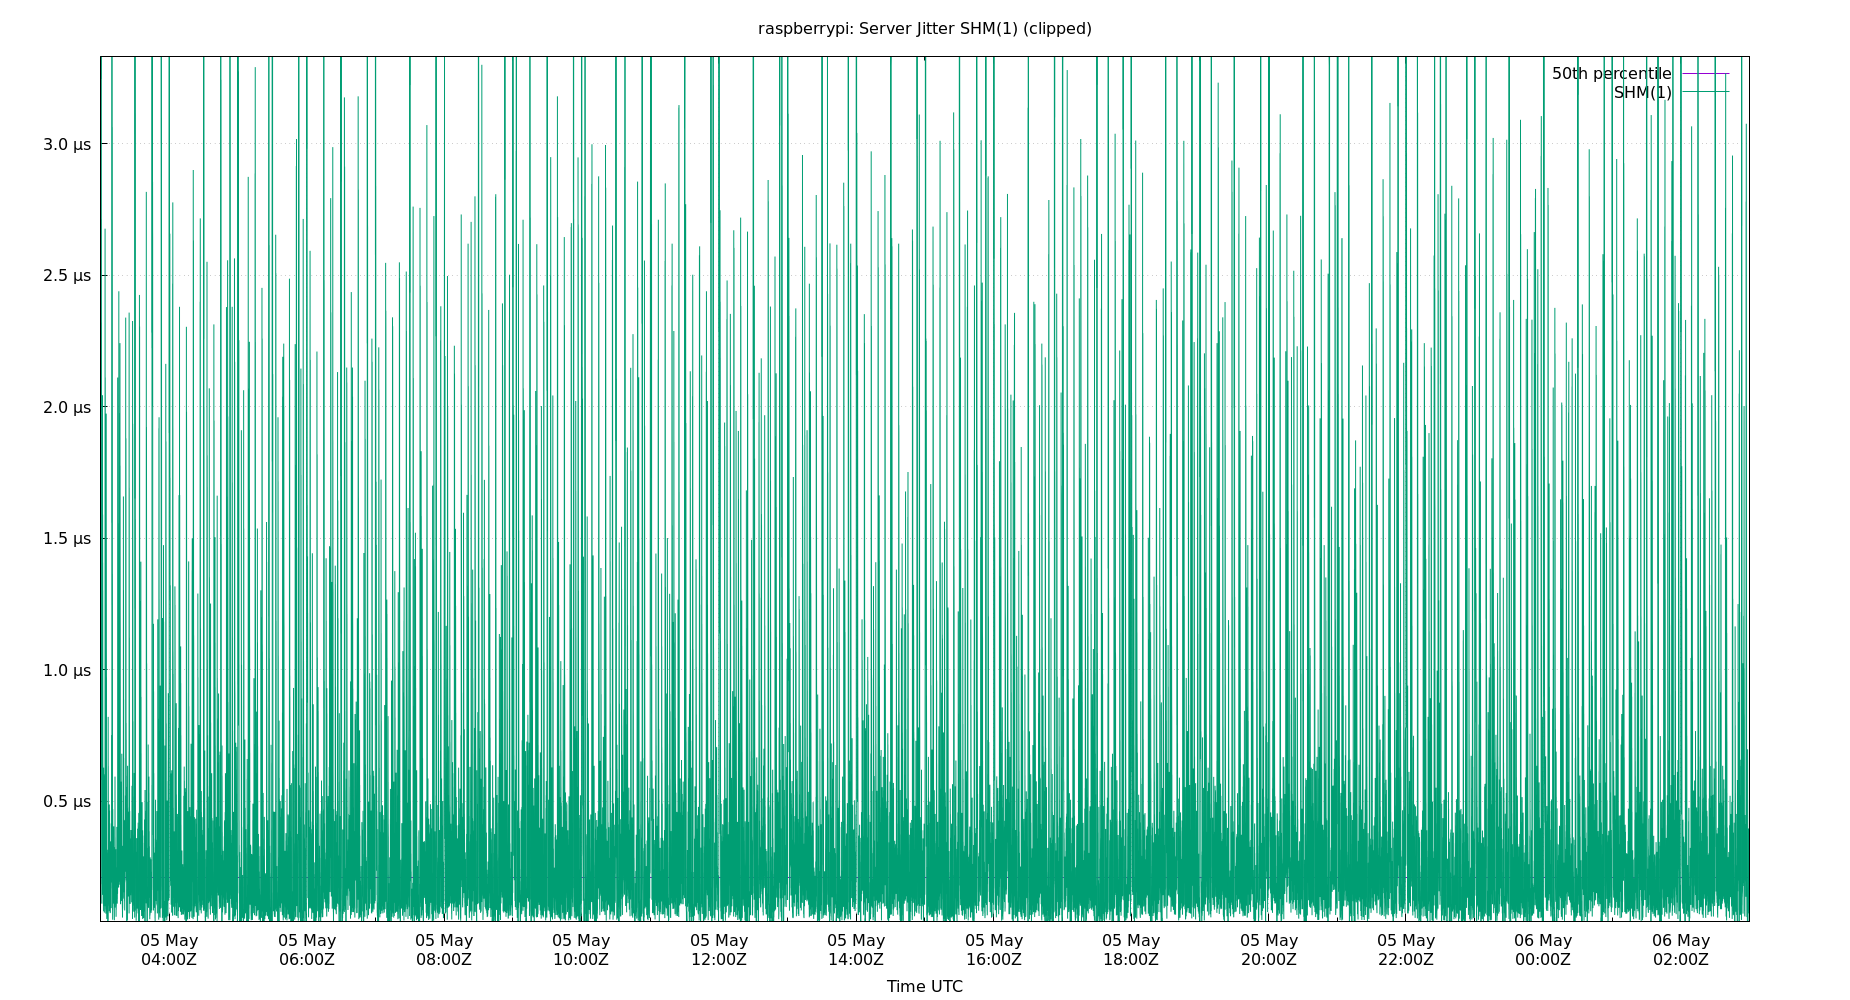 raspberrypi: Server Jitter SHM(1) (clipped)
50th percentile
SHM(1)
3.0 µs
2.5 µs
2.0 µs
1.5 µs
1.0 µs
0.5 µs
05 May 05 May 05 May 05 May 05 May 05 May 05 May 05 May 05 May 05 May 06 May 06 May
04:00Z 06:00Z 08:00Z 10:00Z 12:00Z 14:00Z 16:00Z 18:00Z 20:00Z 22:00Z 00:00Z 02:00Z
Time UTC